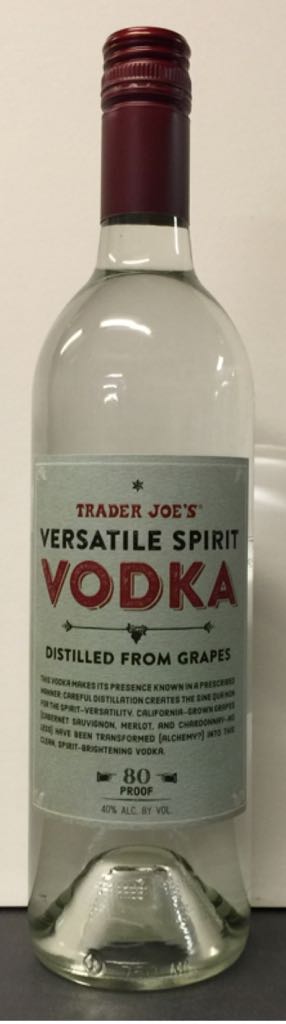 TRADER JOE'S®
VERSATILE SPIRIT
VODKA
DISTILLED FROM GRAPES
THIS VODKA MAKES ITS PRESENCE KNOWN IN A PRESCRIBED
MANNER: CAREFUL DISTILLATION CREATES THE SINE QUA NON
FOR THE SPIRIT-VERSATILITY. CALIFORNIA-GROWN GRAPES
(CABERNET SAUVIGNON, MERLOT, AND CHARDONNAY-NO
LESS) HAVE BEEN TRANSFORMED (ALCHEMY?) INTO THIS
CLEAN, SPIRIT-BRIGHTENING VODKA.
80
PROOF
40% ALC. BY VOL.